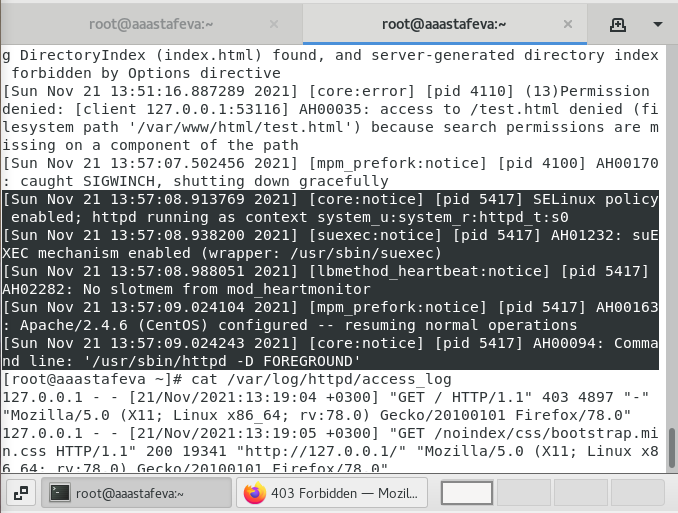 root@aaastafeva:~ × root@aaastafeva:~ ×
g DirectoryIndex (index.html) found, and server-generated directory index
 forbidden by Options directive
[Sun Nov 21 13:51:16.887289 2021] [core:error] [pid 4110] (13)Permission
denied: [client 127.0.0.1:53116] AH00035: access to /test.html denied (fi
lesystem path '/var/www/html/test.html') because search permissions are m
issing on a component of the path
[Sun Nov 21 13:57:07.502456 2021] [mpm_prefork:notice] [pid 4100] AH00170
: caught SIGWINCH, shutting down gracefully
[Sun Nov 21 13:57:08.913769 2021] [core:notice] [pid 5417] SELinux policy
 enabled; httpd running as context system_u:system_r:httpd_t:s0
[Sun Nov 21 13:57:08.938200 2021] [suexec:notice] [pid 5417] AH01232: suE
XEC mechanism enabled (wrapper: /usr/sbin/suexec)
[Sun Nov 21 13:57:08.988051 2021] [lbmethod_heartbeat:notice] [pid 5417]
AH02282: No slotmem from mod_heartmonitor
[Sun Nov 21 13:57:09.024104 2021] [mpm_prefork:notice] [pid 5417] AH00163
: Apache/2.4.6 (CentOS) configured -- resuming normal operations
[Sun Nov 21 13:57:09.024243 2021] [core:notice] [pid 5417] AH00094: Comma
nd line: '/usr/sbin/httpd -D FOREGROUND'
[root@aaastafeva ~]# cat /var/log/httpd/access_log
127.0.0.1 - - [21/Nov/2021:13:19:04 +0300] "GET / HTTP/1.1" 403 4897 "-"
"Mozilla/5.0 (X11; Linux x86_64; rv:78.0) Gecko/20100101 Firefox/78.0"
127.0.0.1 - - [21/Nov/2021:13:19:05 +0300] "GET /noindex/css/bootstrap.mi
n.css HTTP/1.1" 200 19341 "http://127.0.0.1/" "Mozilla/5.0 (X11; Linux x8
6_64; rv:78.0) Gecko/20100101 Firefox/78.0"
root@aaastafeva:~ 403 Forbidden — Mozil...